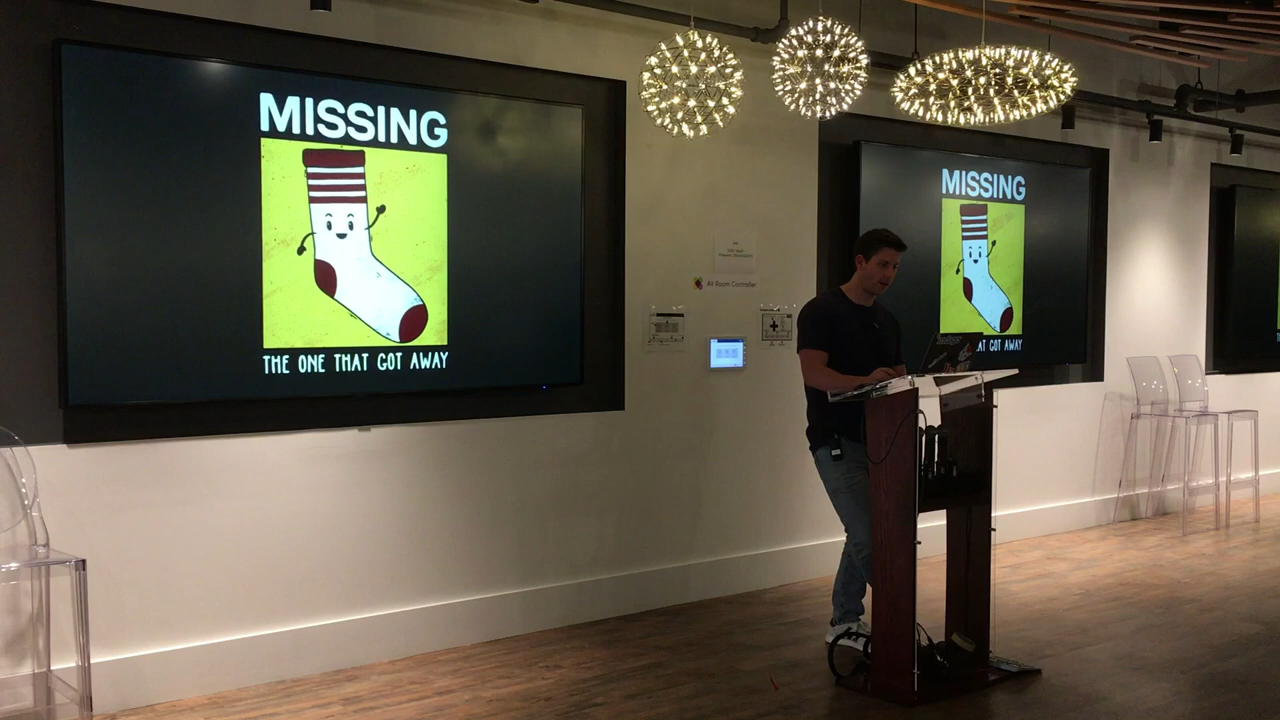 MISSING
THE ONE THAT GOT AWAY
AV Room Controller
MISSING
AT GOT AWAY